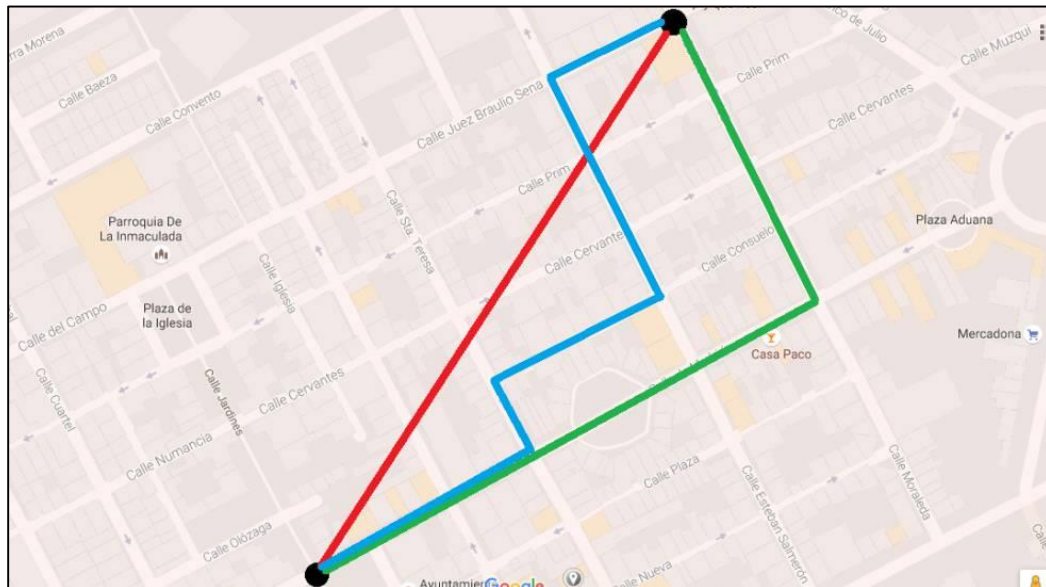 Calle Muzqui
Calle Prim
Calle Baeza
Calle Convento
Calle Juez Braulio Sena
Calle Cervantes
Calle Prim
Parroquia De
La Inmaculada
Calle Sta. Teresa
Plaza Aduana
Calle Consuelo
Calle Cervante
Calle Iglesia
Plaza de
la Iglesia
Calle del Campo
Mercadona
Casa Paco
Calle Cuartel
Calle Jardines
Calle Cervantes
Calle Numancia
Calle Plaza
Calle Moraleda
Calle Esteban Salmerón
Calle Olózaga
Calle Nueva
Google